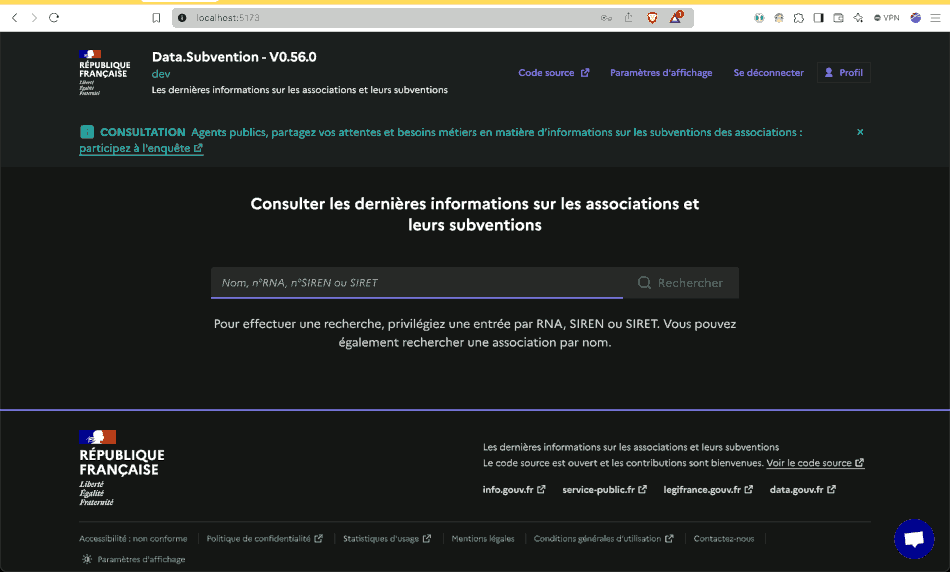 localhost:5173
VPN
RÉPUBLIQUE
FRANÇAISE
Liberté
Égalité
Fraternité
Data.Subvention - V0.56.0
dev
Les dernières informations sur les associations et leurs subventions
Code source
Paramètres d'affichage
Se déconnecter
Profil
CONSULTATION Agents publics, partagez vos attentes et besoins métiers en matière d'informations sur les subventions des associations :
participez à l'enquête
Consulter les dernières informations sur les associations et
leurs subventions
Nom, n°RNA, n°SIREN ou SIRET
Rechercher
Pour effectuer une recherche, privilégiez une entrée par RNA, SIREN ou SIRET. Vous pouvez
également rechercher une association par nom.
RÉPUBLIQUE
FRANÇAISE
Liberté
Égalité
Fraternité
Les dernières informations sur les associations et leurs subventions
Le code source est ouvert et les contributions sont bienvenues. Voir le code source
info.gouv.fr service-public.fr legifrance.gouv.fr data.gouv.fr
Accessibilité : non conforme Politique de confidentialité Statistiques d'usage Mentions légales Conditions générales d'utilisation Contactez-nous
Paramètres d'affichage